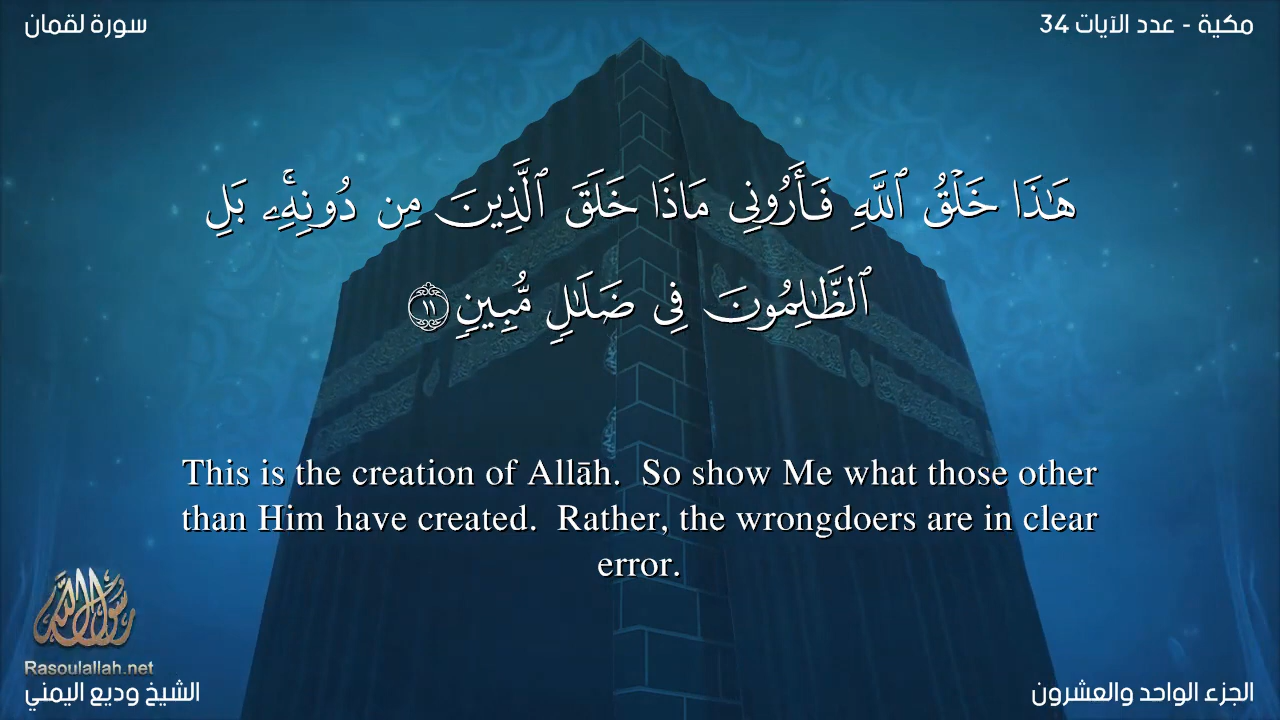 مكية - عدد الآيات 34
سورة لقمان
هَـٰذَا خَلۡقُ ٱللَّهِ فَأَرُونِي مَاذَا خَلَقَ ٱلَّذِينَ مِن دُونِهِۦۚ بَلِ
ٱلظَّـٰلِمُونَ فِي ضَلَـٰلٖ مُّبِينٖ ١١
This is the creation of Allāh. So show Me what those other
than Him have created. Rather, the wrongdoers are in clear
error.
رسول الله
Rasoulallah.net
الجزء الواحد والعشرون
الشيخ وديع اليمني